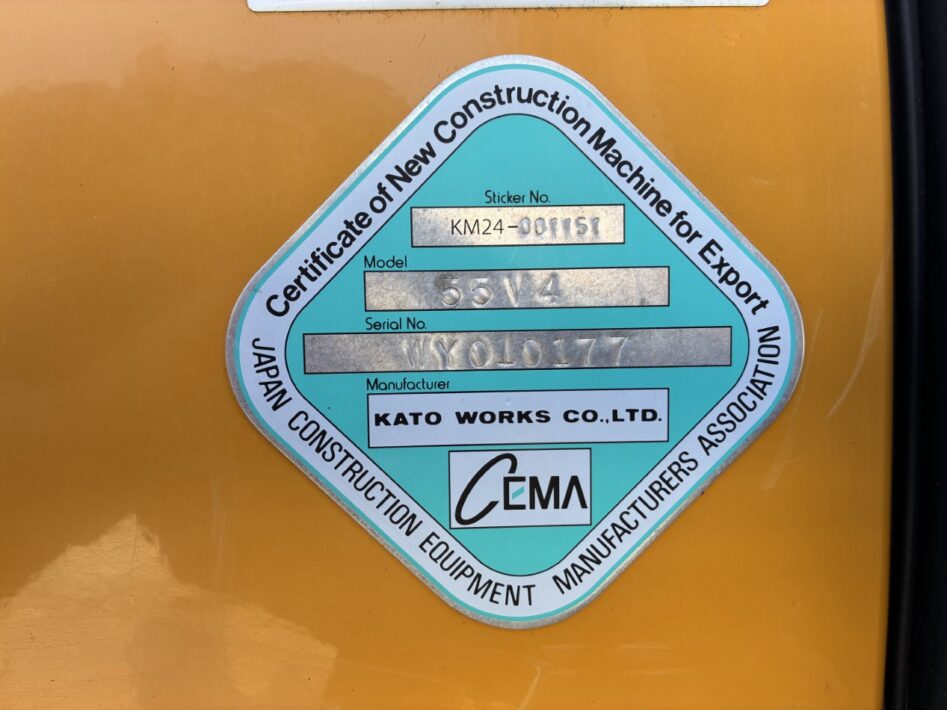 Certificate of New Construction Machine for Export
Sticker No.
KM24-001151
Model
55V4
Serial No.
WY010177
Manufacturer
KATO WORKS CO.,LTD.
CEMA
JAPAN CONSTRUCTION EQUIPMENT MANUFACTURERS ASSOCIATION